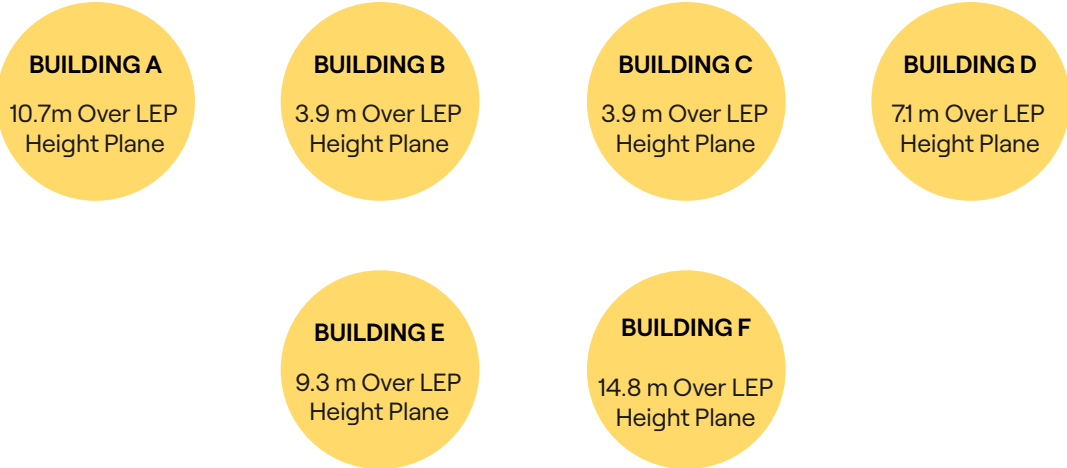 BUILDING A
10.7m Over LEP
Height Plane
BUILDING B
3.9 m Over LEP
Height Plane
BUILDING C
3.9 m Over LEP
Height Plane
BUILDING D
7.1 m Over LEP
Height Plane
BUILDING E
9.3 m Over LEP
Height Plane
BUILDING F
14.8 m Over LEP
Height Plane